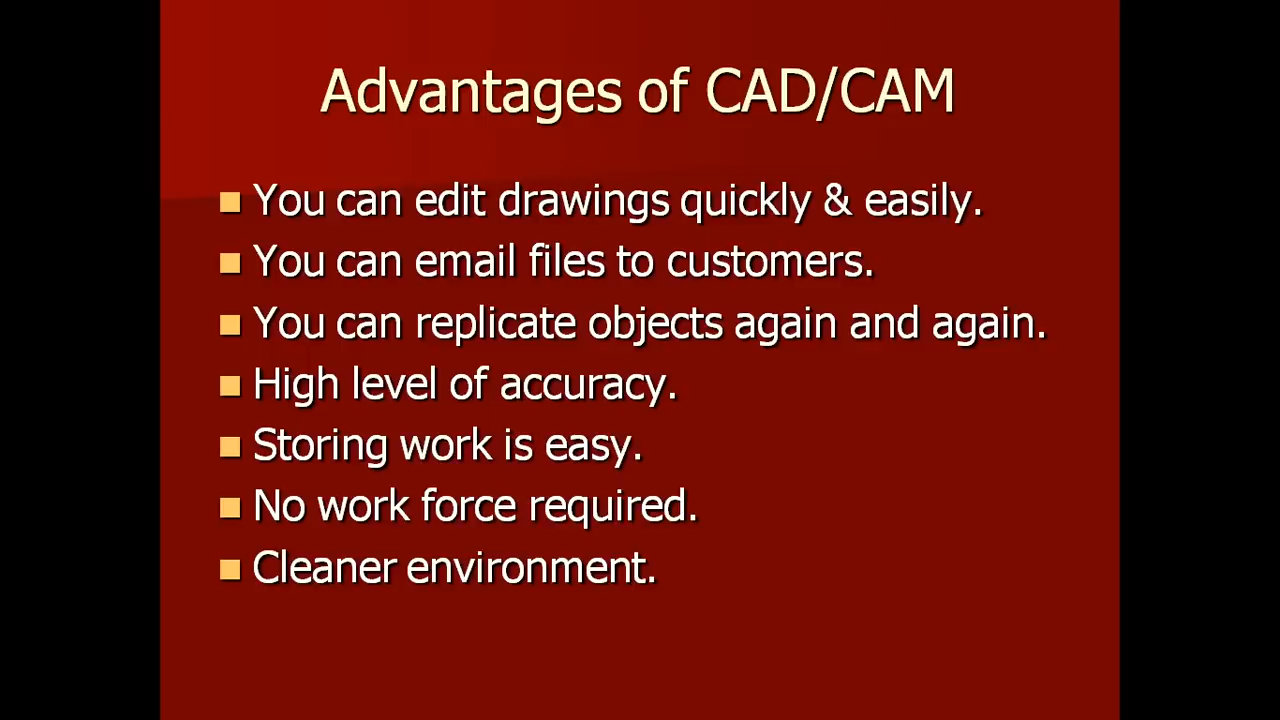 Advantages of CAD/CAM
You can edit drawings quickly & easily.
You can email files to customers.
You can replicate objects again and again.
High level of accuracy.
Storing work is easy.
No work force required.
Cleaner environment.